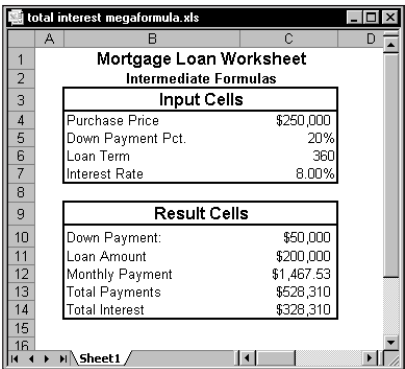 total interest megaformula.xls
A B C D
1 Mortgage Loan Worksheet
2 Intermediate Formulas
3 Input Cells
4 Purchase Price $250,000
5 Down Payment Pct. 20%
6 Loan Term 360
7 Interest Rate 8.00%
8
9 Result Cells
10 Down Payment: $50,000
11 Loan Amount $200,000
12 Monthly Payment $1,467.53
13 Total Payments $528,310
14 Total Interest $328,310
15
16
Sheet1